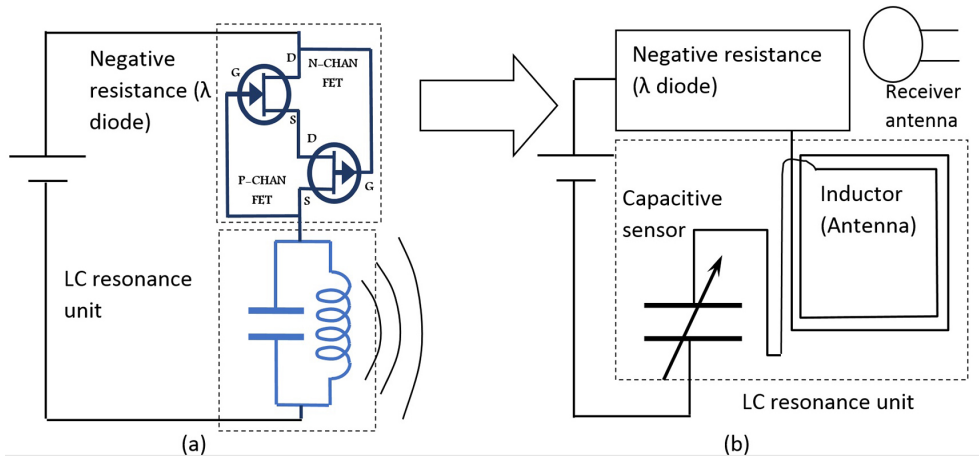 Negative
resistance (λ
diode)
G
D
N–CHAN
FET
S
D
P–CHAN
FET
G
S
LC resonance
unit
(a)
Negative resistance
(λ diode)
Receiver
antenna
Capacitive
sensor
Inductor
(Antenna)
LC resonance unit
(b)